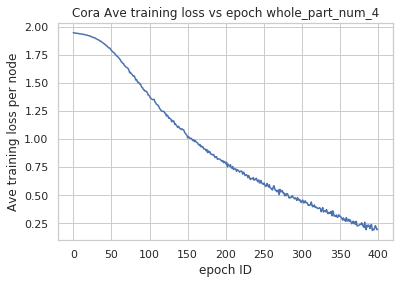 Cora Ave training loss vs epoch whole_part_num_4
Ave training loss per node
2.00
1.75
1.50
1.25
1.00
0.75
0.50
0.25
0 50 100 150 200 250 300 350 400
epoch ID